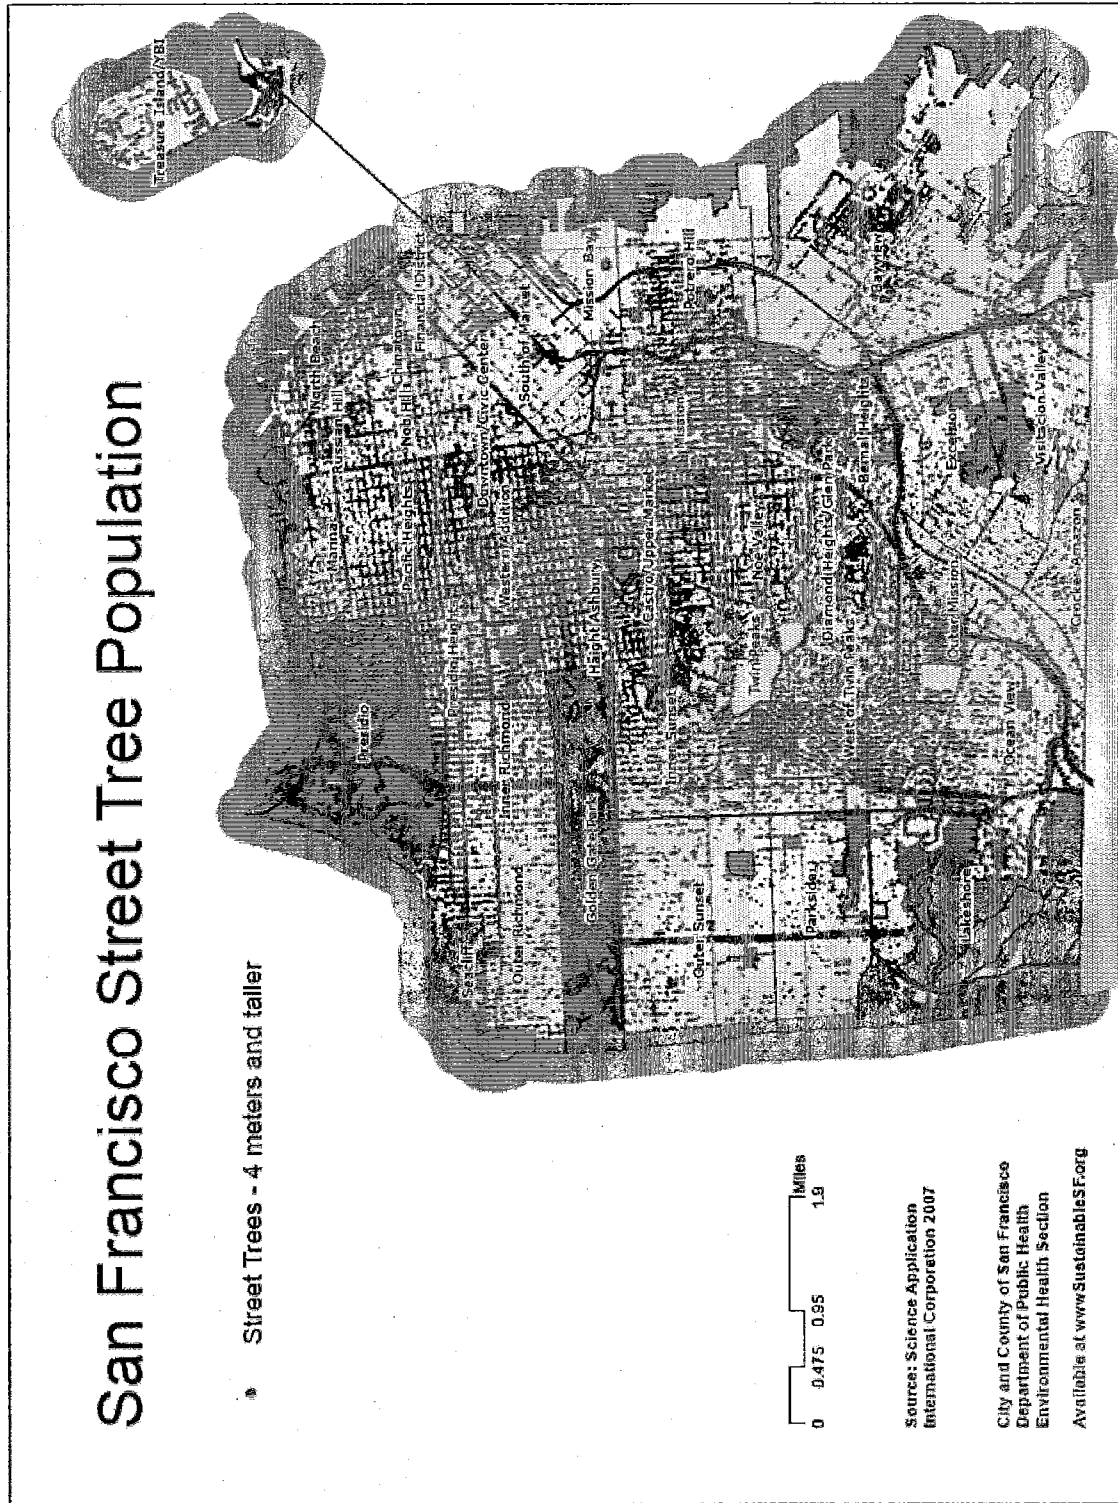 San Francisco Street Tree Population
Street Trees - 4 meters and taller
Treasure Island/YBI
Presidio
Marina
Russian Hill
North Beach
Pacific Heights
Nob Hill
Chinatown
Financial District
Seacliff
Presidio Heights
Outer Richmond
Inner Richmond
Western Addition
Downtown/Civic Center
South of Market
Golden Gate Park
Haight Ashbury
Mission Bay
Castro/Upper Market
Inner Sunset
Mission
Potrero Hill
Outer Sunset
Twin Peaks
Noe Valley
Parkside
Diamond Heights/Glen Park
West of Twin Peaks
Bernal Heights
Bayview
Outer Mission
Excelsior
Lakeshore
Ocean View
Visitacion Valley
Crocker Amazon
0 0.475 0.95 1.9
Miles
Source: Science Application
International Corporation 2007
City and County of San Francisco
Department of Public Health
Environmental Health Section
Available at www.SustainableSF.org